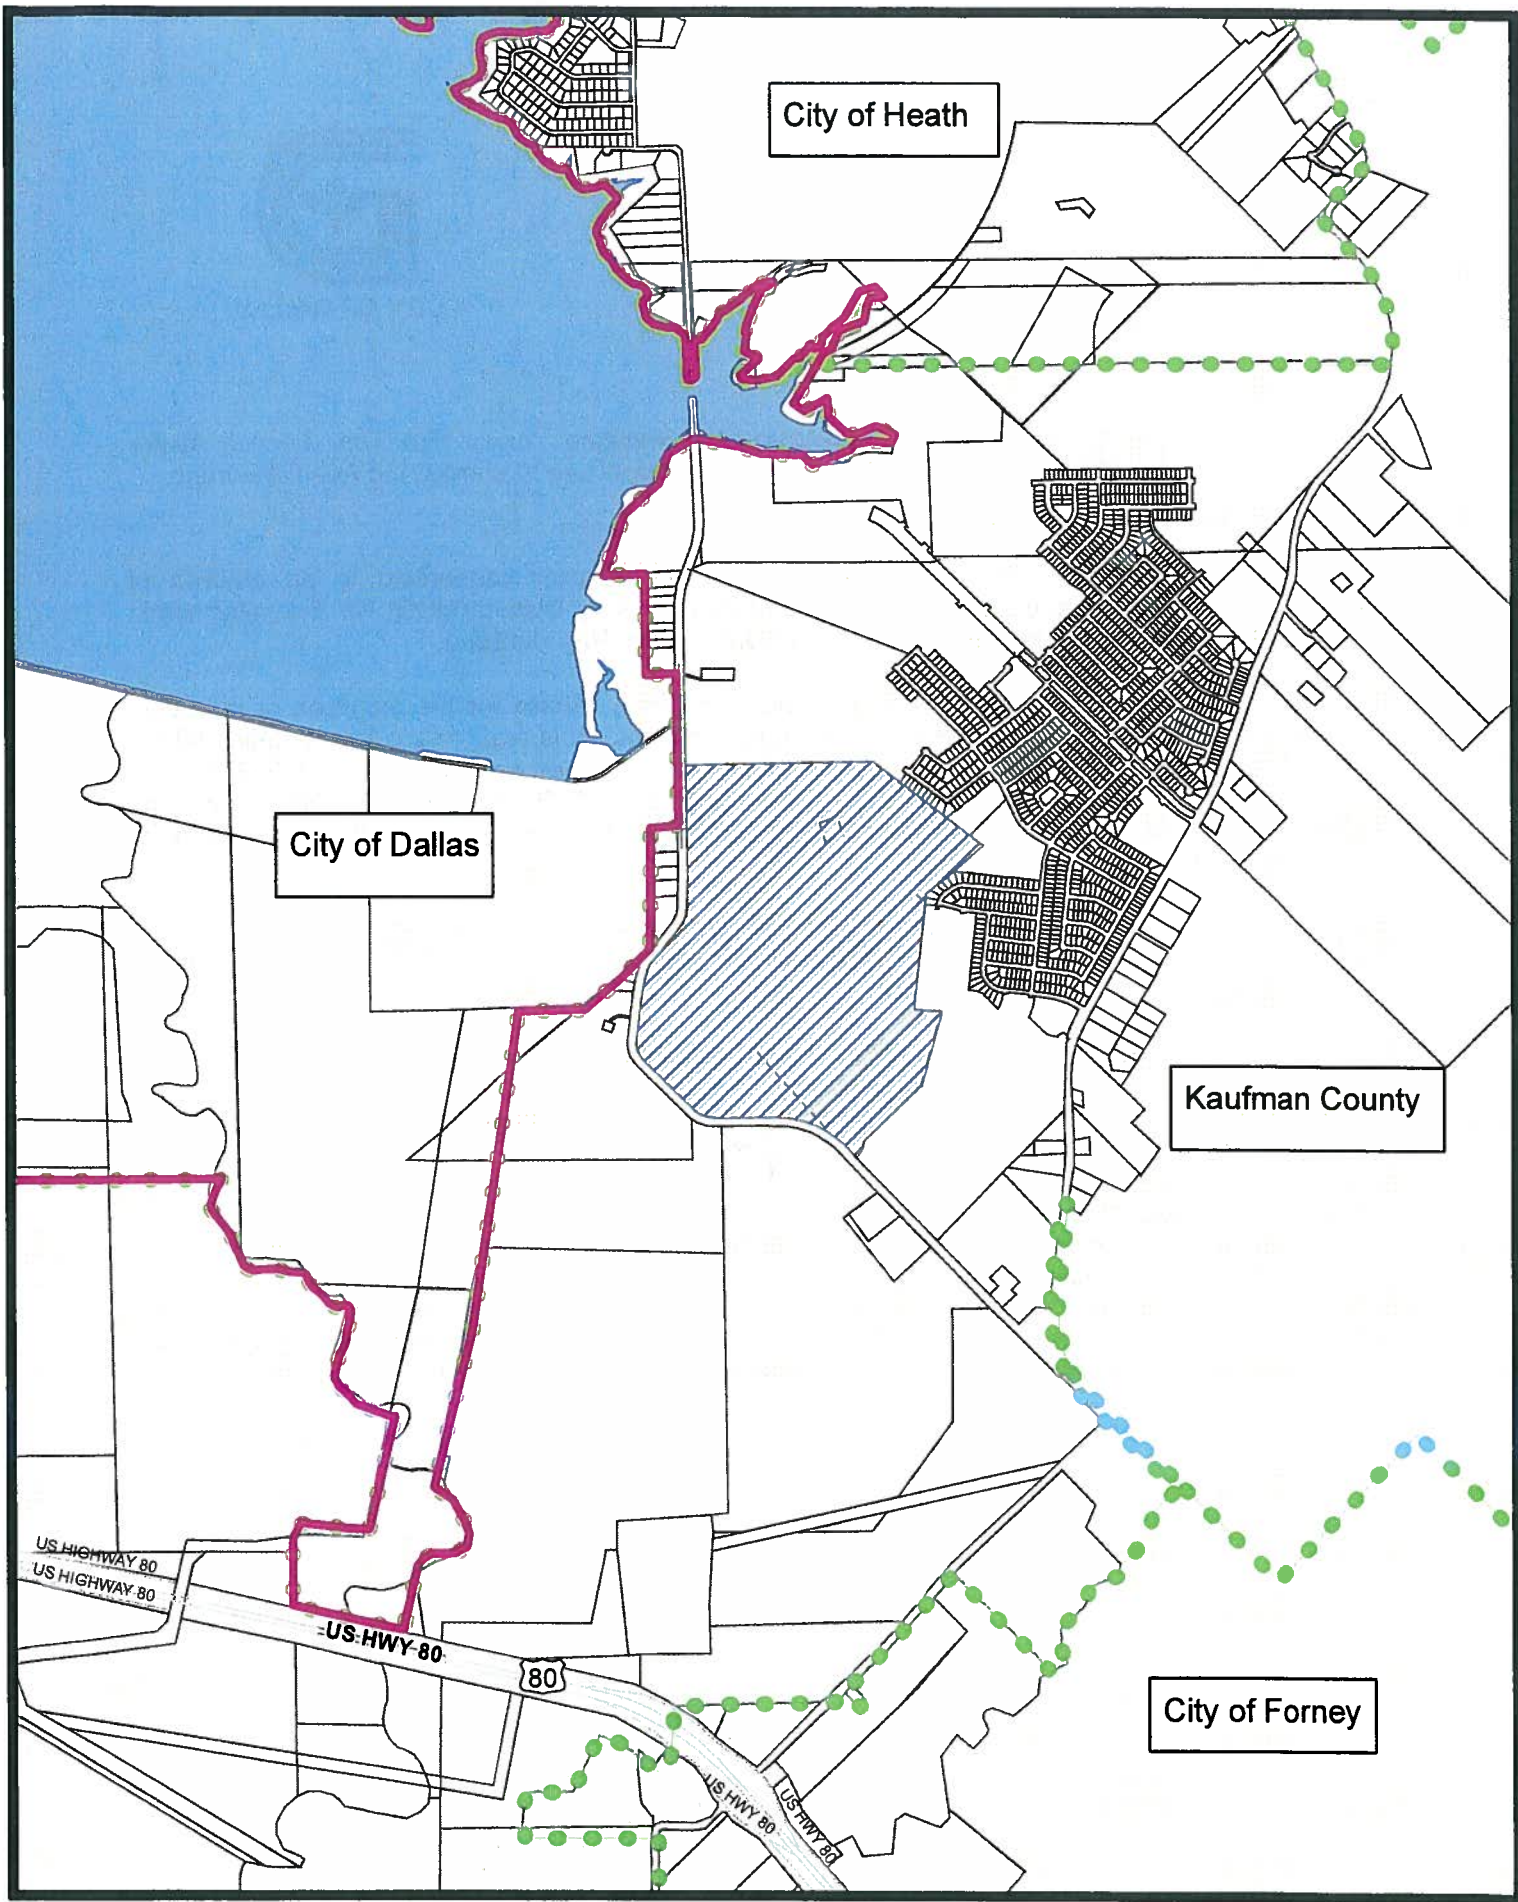 City of Heath
City of Dallas
Kaufman County
US HIGHWAY 80
US HIGHWAY 80
US HWY 80
80
City of Forney
US HWY 80
US HWY 80